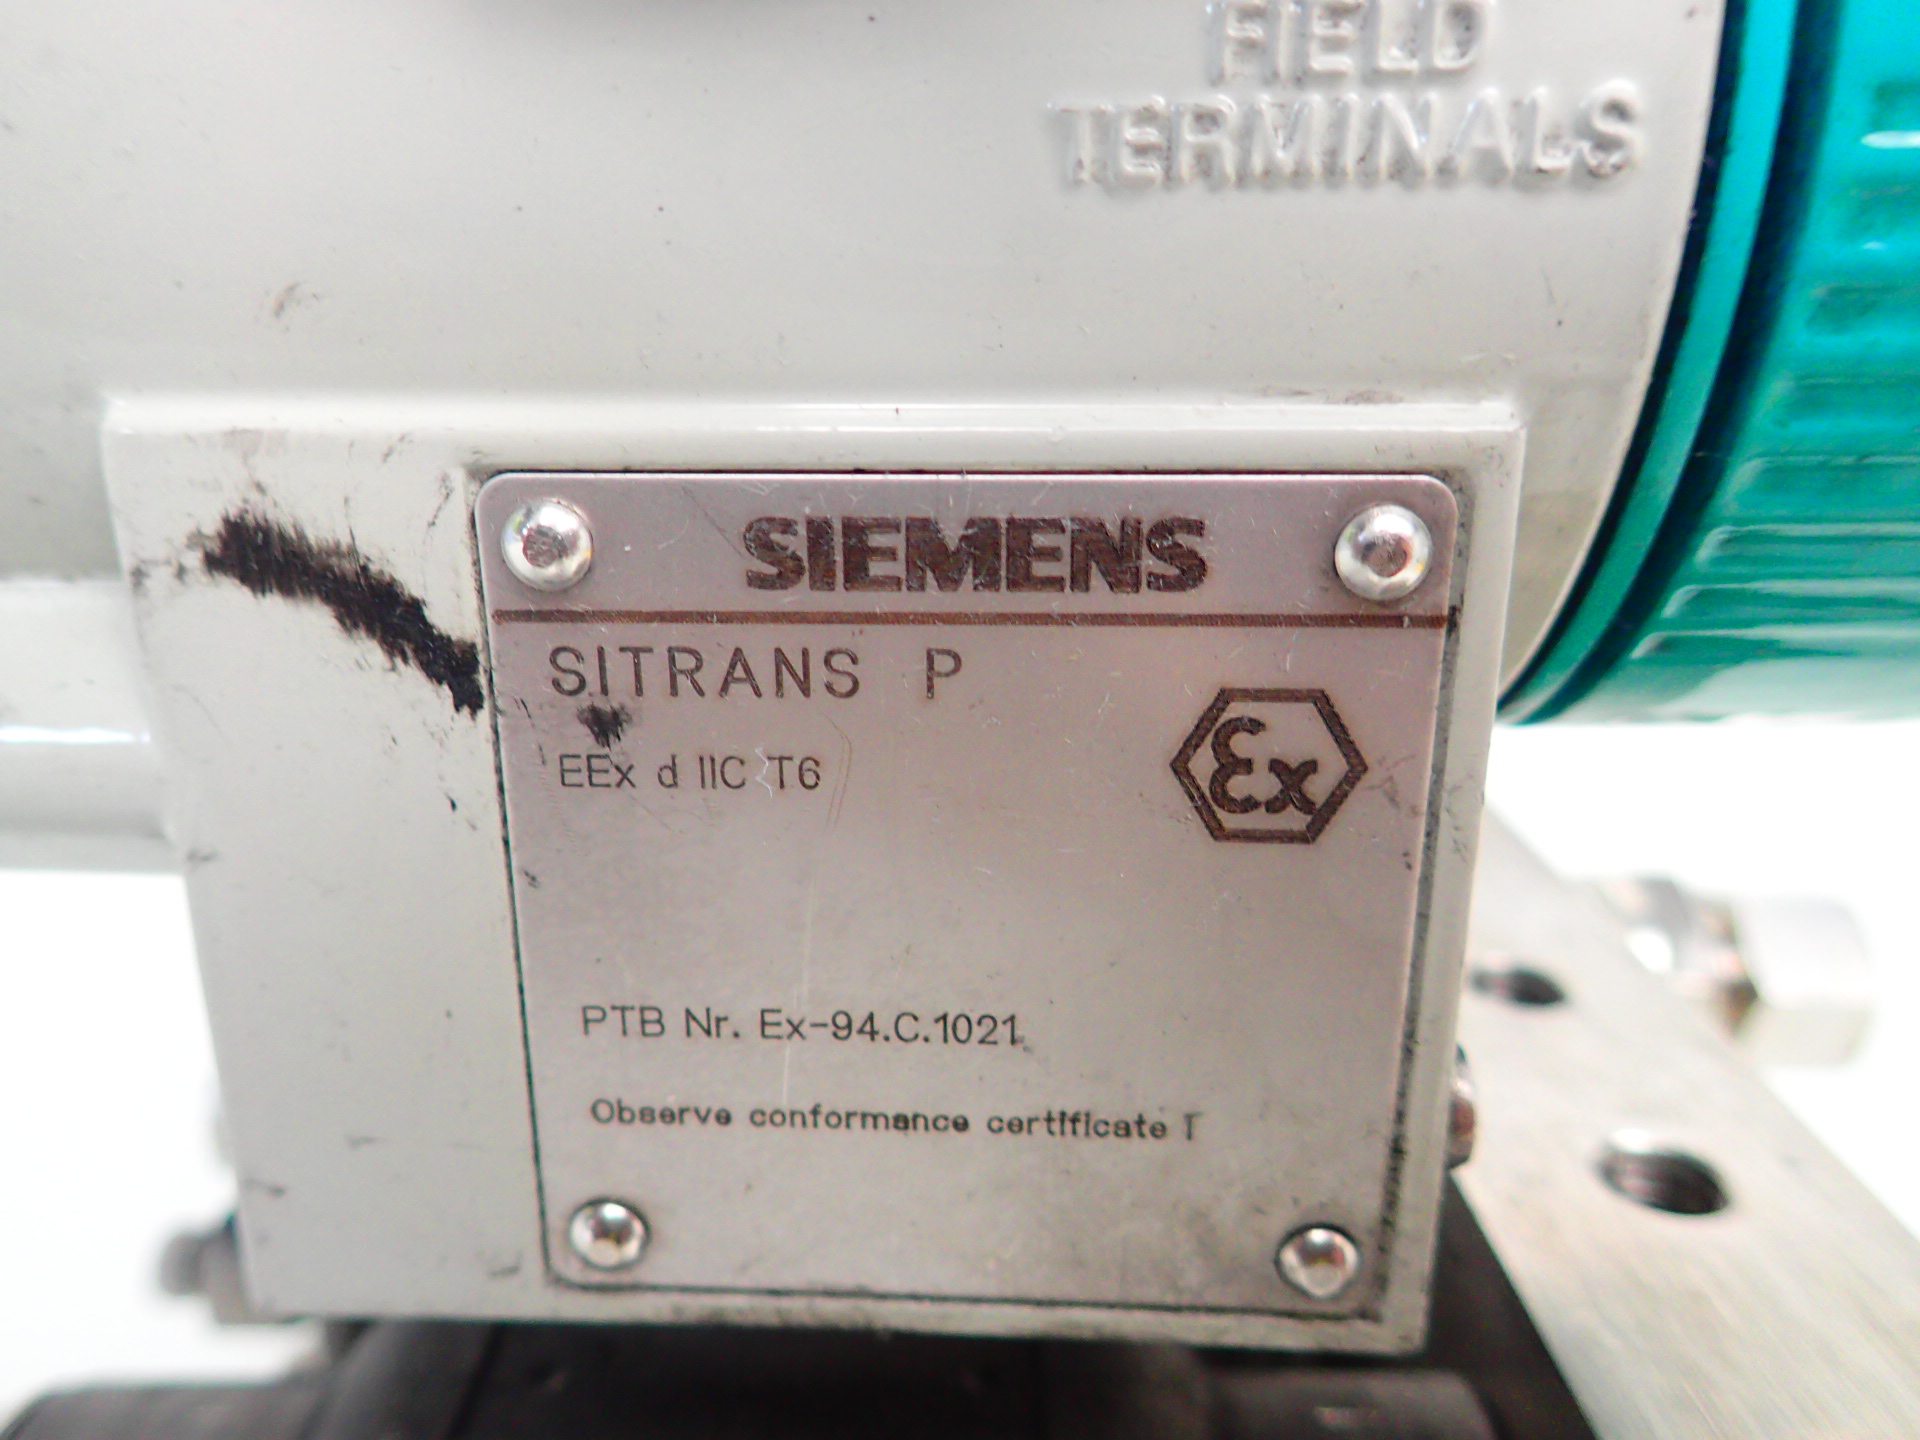 FIELD
TERMINALS
SIEMENS
SITRANS P
EEx d IIC T6
Ex
PTB Nr. Ex-94.C.1021
Observe conformance certificate !